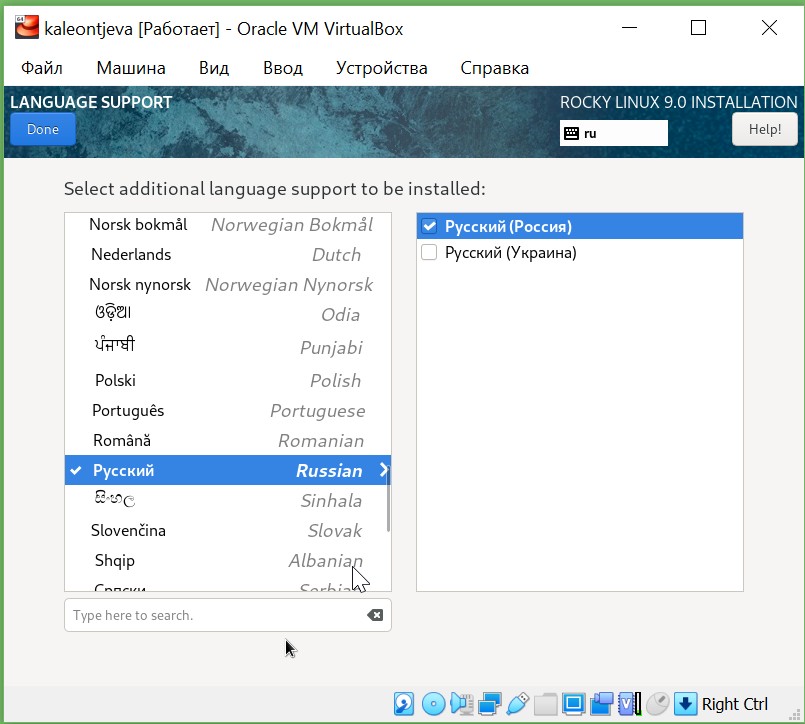 64
kaleontjeva [Работает] - Oracle VM VirtualBox
Файл Машина Вид Ввод Устройства Справка
LANGUAGE SUPPORT
ROCKY LINUX 9.0 INSTALLATION
Done
ru
Help!
Select additional language support to be installed:
Norsk bokmål Norwegian Bokmål
Nederlands Dutch
Norsk nynorsk Norwegian Nynorsk
ଓଡ଼ିଆ Odia
ਪੰਜਾਬੀ Punjabi
Polski Polish
Português Portuguese
Română Romanian
Русский Russian
සිංහල Sinhala
Slovenčina Slovak
Shqip Albanian
Српски Serbian
Type here to search.
Русский (Россия)
Русский (Украина)
Right Ctrl